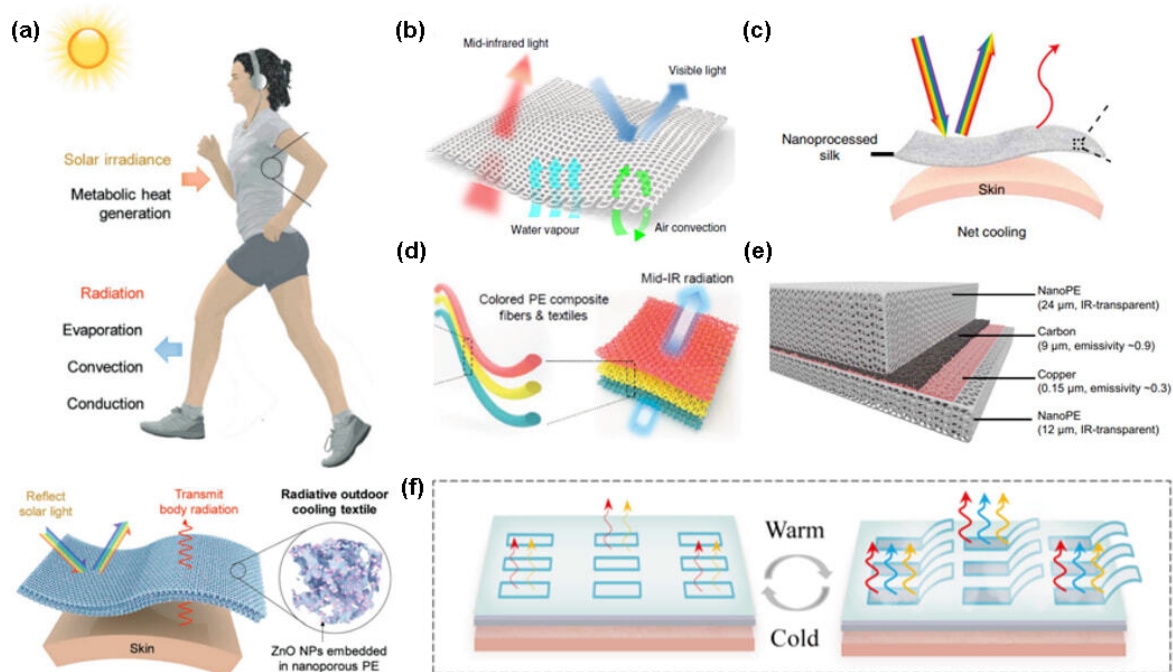 (a)
Solar irradiance
Metabolic heat
generation
Radiation
Evaporation
Convection
Conduction
Reflect
solar light
Transmit
body radiation
Radiative outdoor
cooling textile
Skin
ZnO NPs embedded
in nanoporous PE
(b)
Mid-infrared light
Visible light
Water vapour
Air convection
(c)
Nanoprocessed
silk
Skin
Net cooling
(d)
Mid-IR radiation
Colored PE composite
fibers & textiles
(e)
NanoPE
(24 μm, IR-transparent)
Carbon
(9 μm, emissivity ~0.9)
Copper
(0.15 μm, emissivity ~0.3)
NanoPE
(12 μm, IR-transparent)
(f)
Warm
Cold